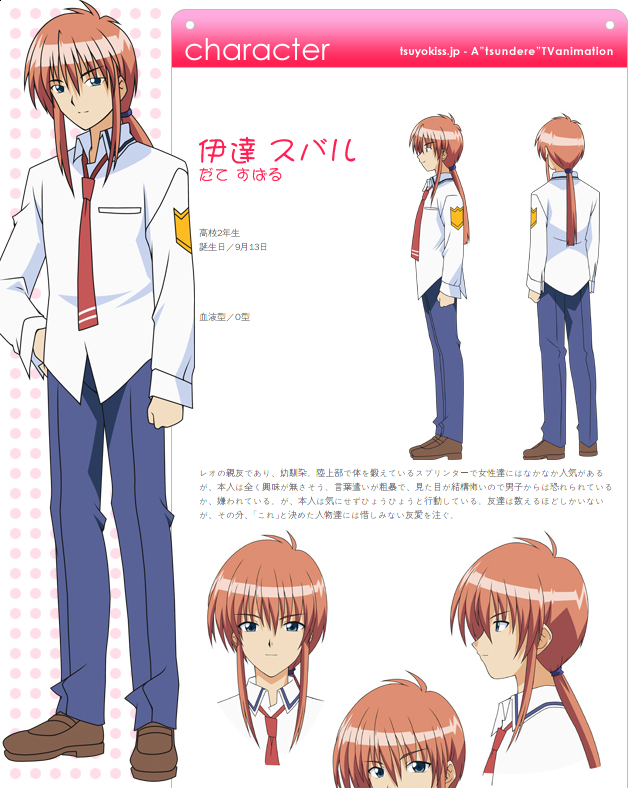 character
tsuyokiss.jp - A"tsundere"TVanimation
伊達 スバル
だて すばる
高校2年生
誕生日／9月13日
血液型／O型
レオの親友であり、幼馴染。陸上部で体を鍛えているスプリンターで女性達にはなかなか人気がある
が、本人は全く興味が無さそう。言葉遣いが粗暴で、見た目が結構怖いので男子からは恐れられている
か、嫌われている。が、本人は気にせずひょうひょうと行動している。友達は数えるほどしかいない
が、その分、「これ」と決めた人物達には惜しみない友愛を注ぐ。